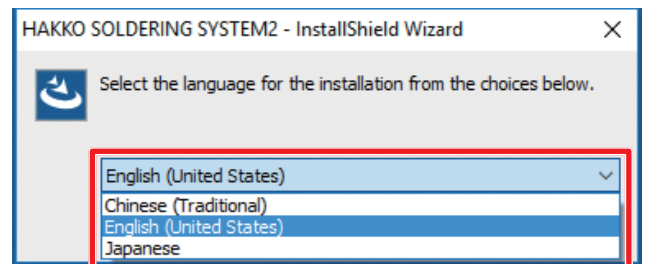 HAKKO SOLDERING SYSTEM2 - InstallShield Wizard
Select the language for the installation from the choices below.
English (United States)
Chinese (Traditional)
English (United States)
Japanese